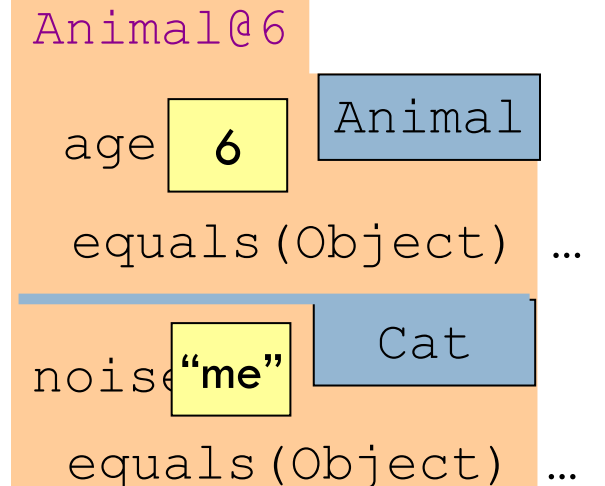 Animal@6
Animal
age 6
equals(Object) …
Cat
noise “me”
equals(Object) …